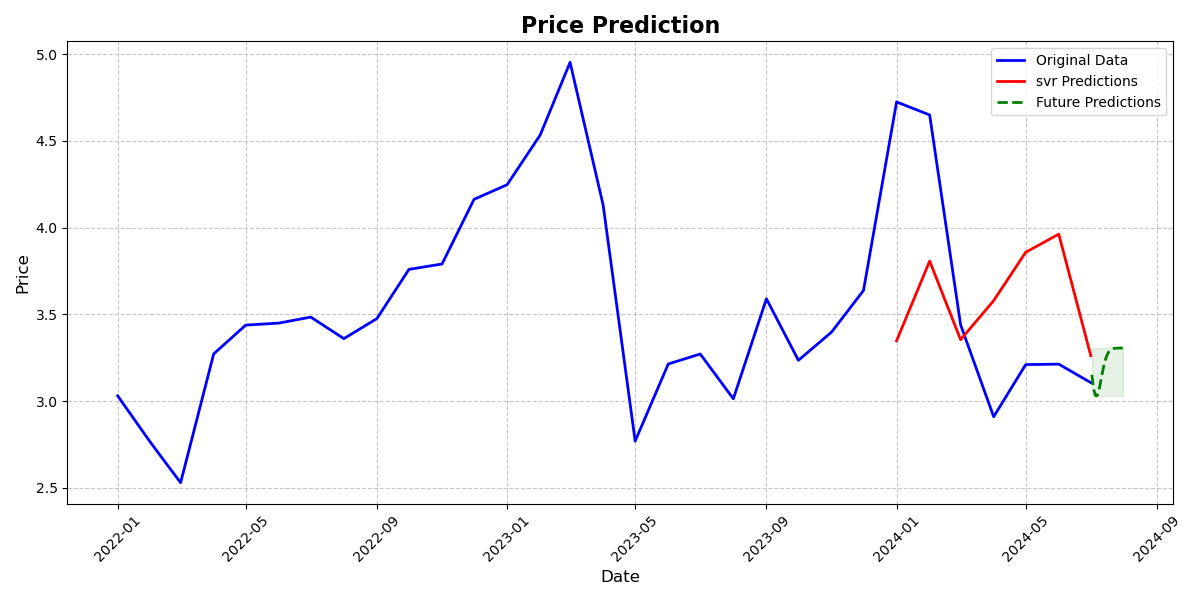 Price Prediction
5.0
4.5
4.0
3.5
3.0
2.5
Price
Original Data
svr Predictions
Future Predictions
2022-01
2022-05
2022-09
2023-01
2023-05
2023-09
2024-01
2024-05
2024-09
Date